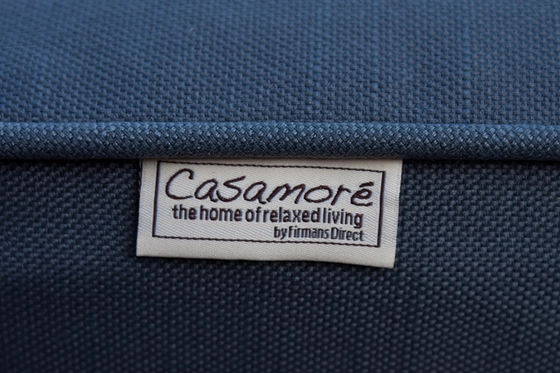 Casamoré
the home of relaxed living
by Firmans Direct